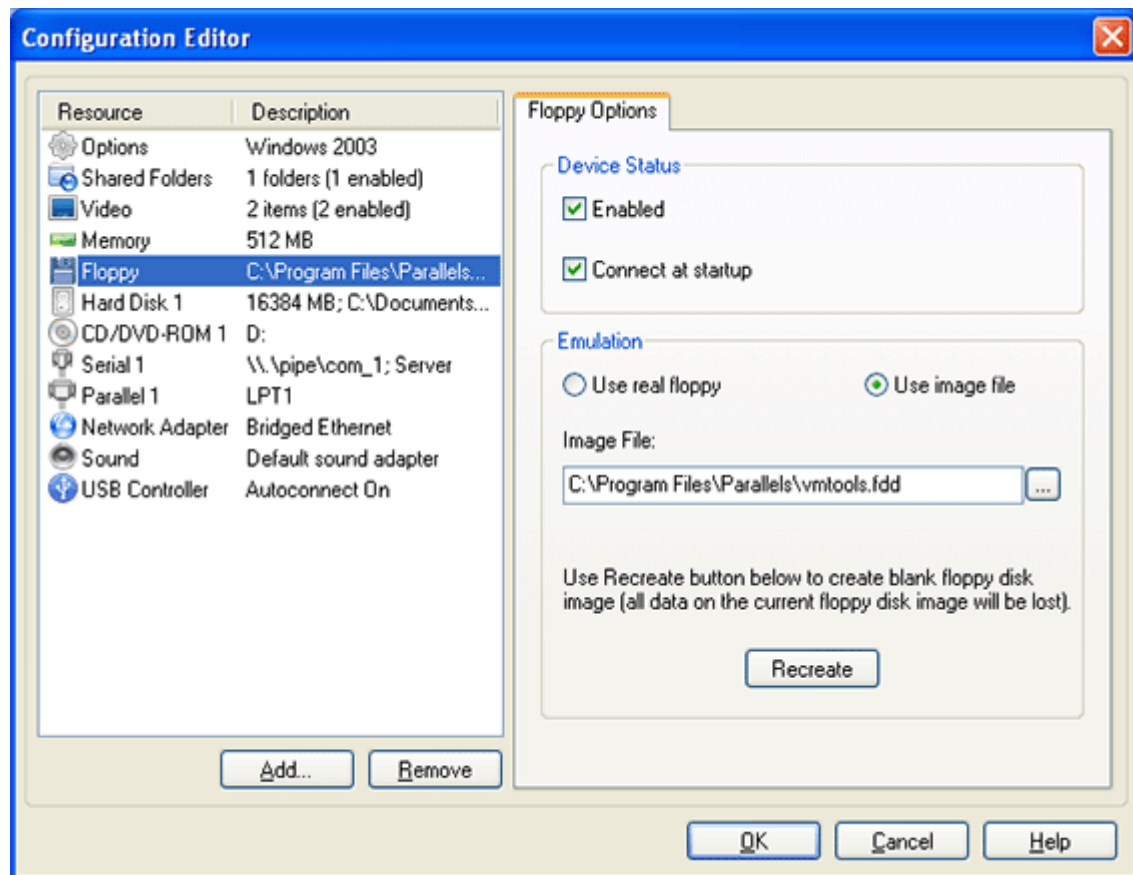 Configuration Editor
Resource Description
Options Windows 2003
Shared Folders 1 folders (1 enabled)
Video 2 items (2 enabled)
Memory 512 MB
Floppy C:\Program Files\Parallels...
Hard Disk 1 16384 MB; C:\Documents...
CD/DVD-ROM 1 D:
Serial 1 \\.\pipe\com_1; Server
Parallel 1 LPT1
Network Adapter Bridged Ethernet
Sound Default sound adapter
USB Controller Autoconnect On
Add... Remove
Floppy Options
Device Status
Enabled
Connect at startup
Emulation
Use real floppy Use image file
Image File:
C:\Program Files\Parallels\vmtools.fdd ...
Use Recreate button below to create blank floppy disk
image (all data on the current floppy disk image will be lost).
Recreate
OK Cancel Help